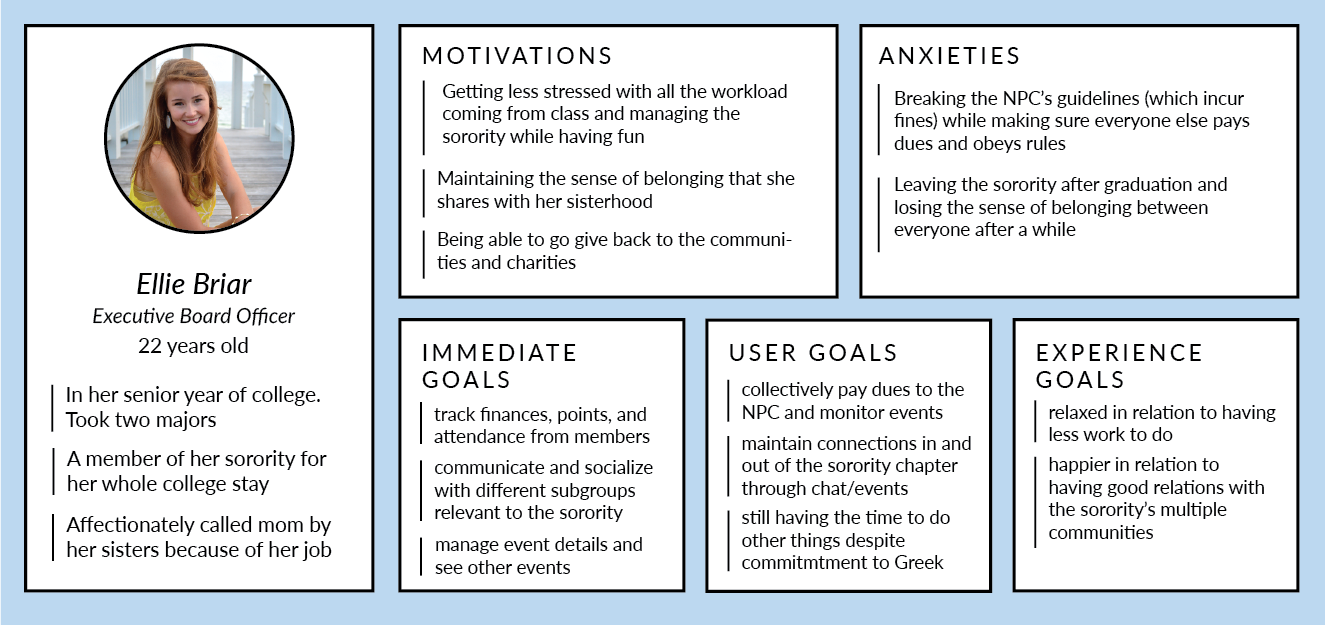 Ellie Briar
Executive Board Officer
22 years old
In her senior year of college.
Took two majors
A member of her sorority for
her whole college stay
Affectionately called mom by
her sisters because of her job
MOTIVATIONS
Getting less stressed with all the workload
coming from class and managing the
sorority while having fun
Maintaining the sense of belonging that she
shares with her sisterhood
Being able to go give back to the communi-
ties and charities
ANXIETIES
Breaking the NPC's guidelines (which incur
fines) while making sure everyone else pays
dues and obeys rules
Leaving the sorority after graduation and
losing the sense of belonging between
everyone after a while
IMMEDIATE
GOALS
track finances, points, and
attendance from members
communicate and socialize
with different subgroups
relevant to the sorority
manage event details and
see other events
USER GOALS
collectively pay dues to the
NPC and monitor events
maintain connections in and
out of the sorority chapter
through chat/events
still having the time to do
other things despite
commitmtment to Greek
EXPERIENCE
GOALS
relaxed in relation to having
less work to do
happier in relation to
having good relations with
the sorority's multiple
communities